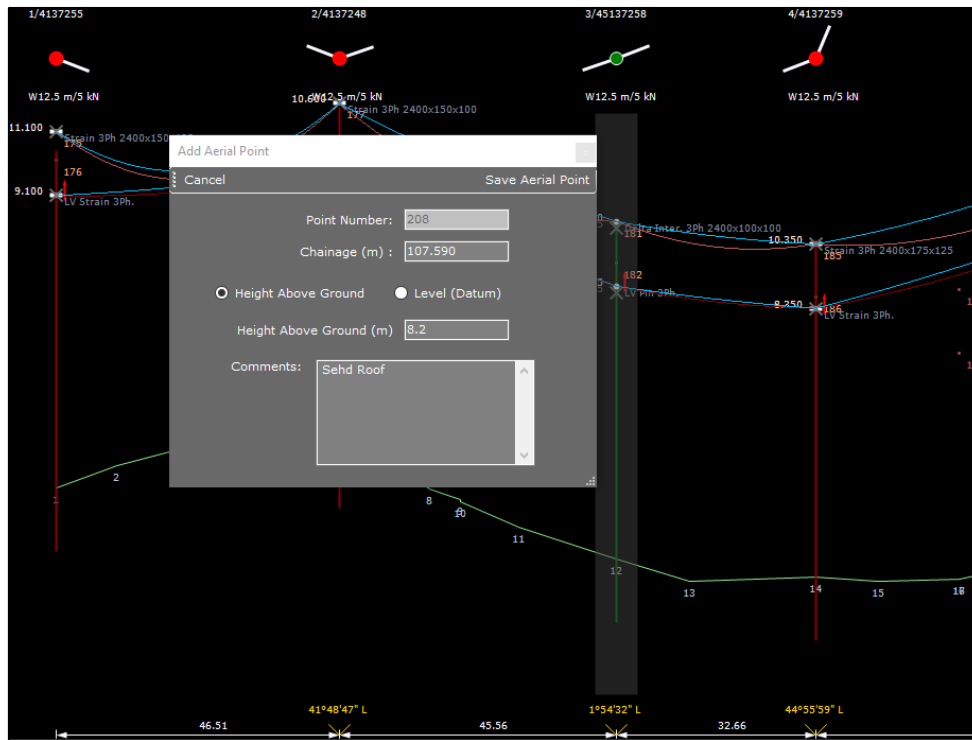 1/4137255
2/4137248
3/45137258
4/4137259
W12.5 m/5 kN
W12.5 m/5 kN
W12.5 m/5 kN
W12.5 m/5 kN
10.600
Strain 3Ph 2400x150x100
177
11.100
Strain 3Ph 2400x150x100
175
176
9.100
LV Strain 3Ph.
Add Aerial Point
Cancel
Save Aerial Point
Point Number:
208
Chainage (m) :
107.590
Height Above Ground
Level (Datum)
Height Above Ground (m)
8.2
Comments:
Sehd Roof
Delta Inter. 3Ph 2400x100x100
181
10.350
Strain 3Ph 2400x175x125
185
182
LV Pin 3Ph.
8.350
186
LV Strain 3Ph.
1
2
8
9
10
11
12
13
14
15
41°48'47" L
1°54'32" L
44°55'59" L
46.51
45.56
32.66